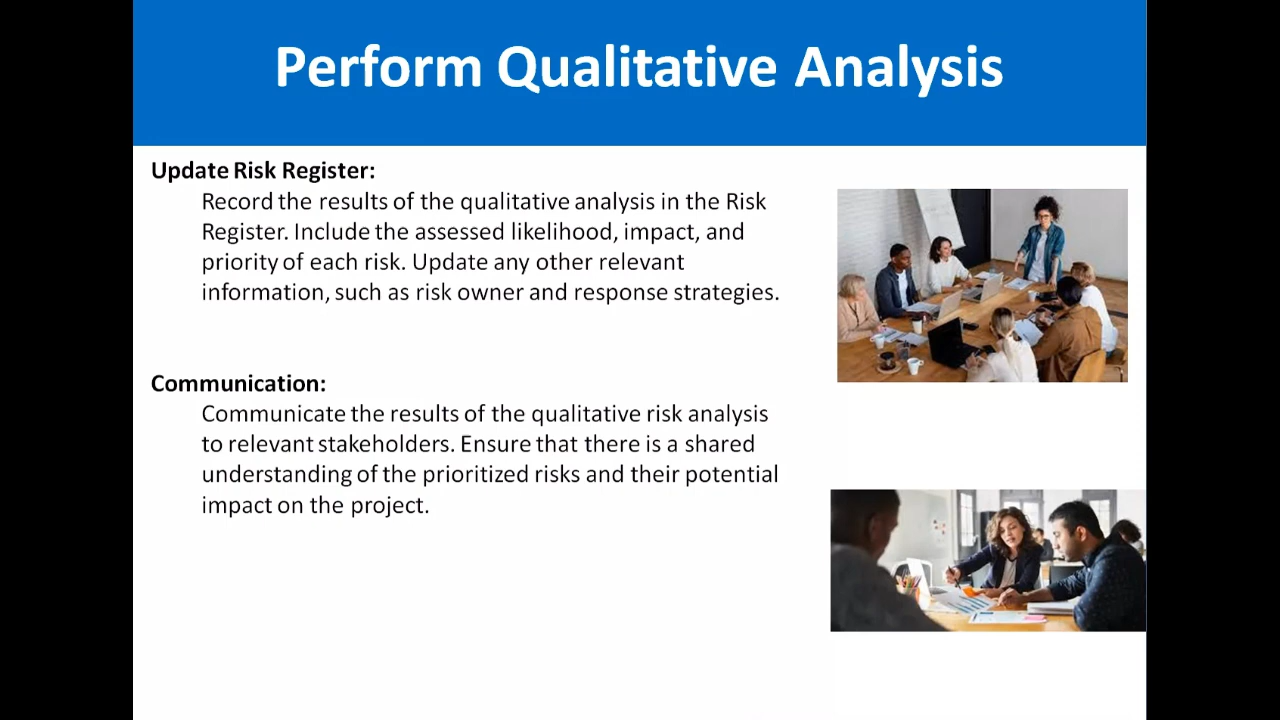 Perform Qualitative Analysis
Update Risk Register:
Record the results of the qualitative analysis in the Risk
Register. Include the assessed likelihood, impact, and
priority of each risk. Update any other relevant
information, such as risk owner and response strategies.
Communication:
Communicate the results of the qualitative risk analysis
to relevant stakeholders. Ensure that there is a shared
understanding of the prioritized risks and their potential
impact on the project.